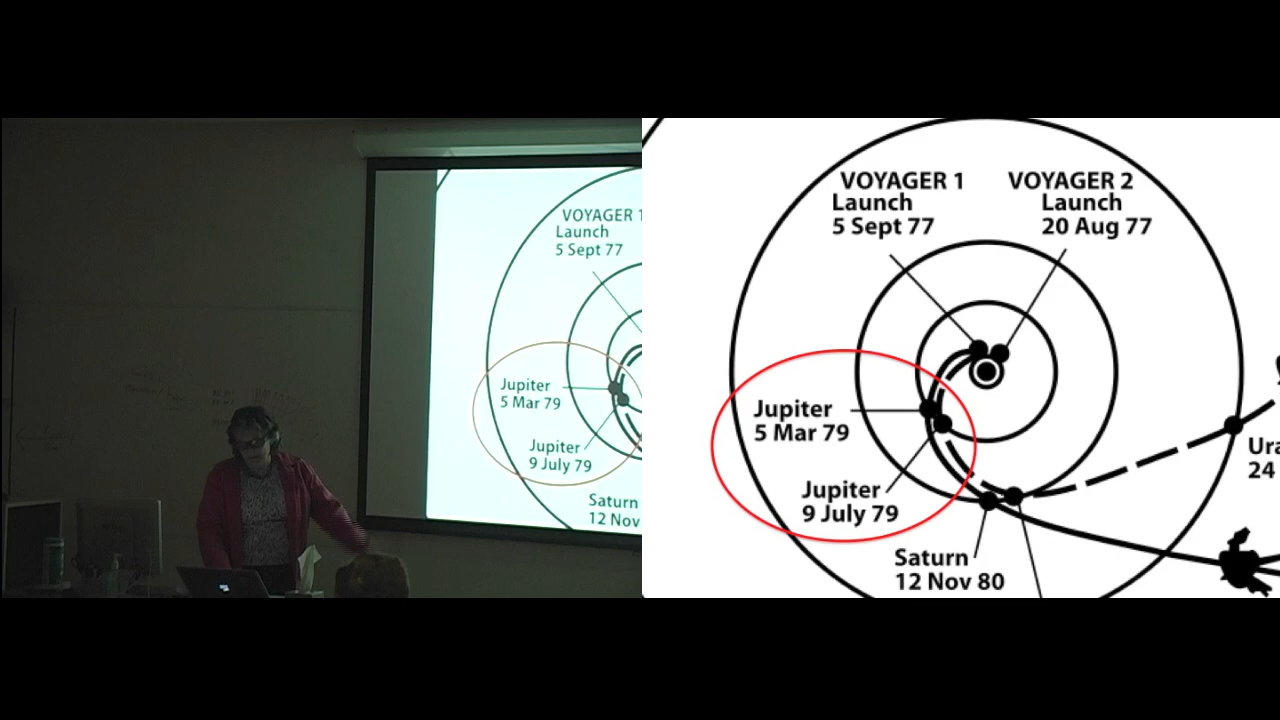 VOYAGER 1
Launch
5 Sept 77
Jupiter
5 Mar 79
Jupiter
9 July 79
Saturn
12 Nov
VOYAGER 1
Launch
5 Sept 77
VOYAGER 2
Launch
20 Aug 77
Jupiter
5 Mar 79
Jupiter
9 July 79
Saturn
12 Nov 80
Ura
24